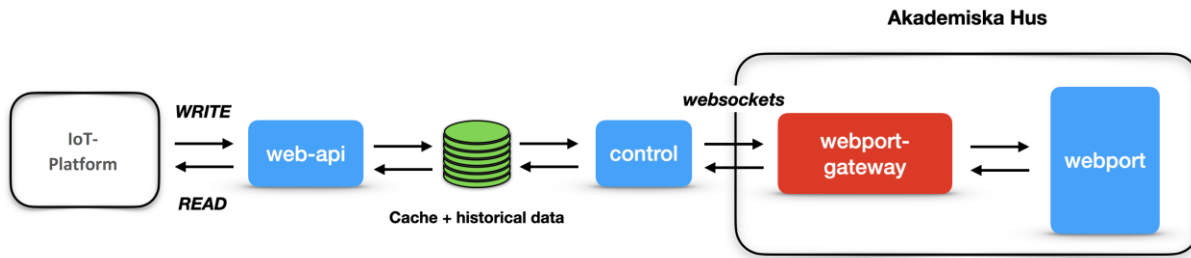 Akademiska Hus
WRITE
websockets
IoT-
Platform
web-api
control
webport-
gateway
webport
READ
Cache + historical data